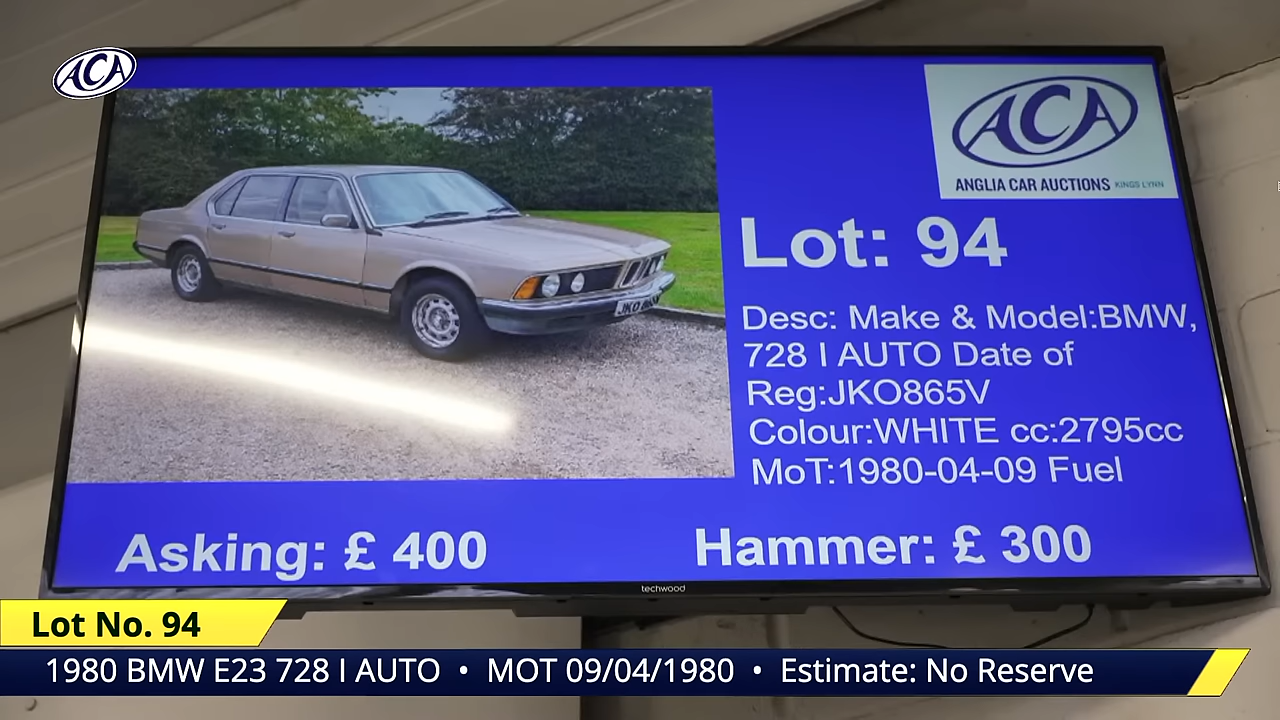 ACA
ACA
ANGLIA CAR AUCTIONS KINGS LYNN
Lot: 94
Desc: Make & Model:BMW,
728 I AUTO Date of
Reg:JKO865V
Colour:WHITE cc:2795cc
MoT:1980-04-09 Fuel
JKO
Asking: £ 400
Hammer: £ 300
techwood
Lot No. 94
1980 BMW E23 728 I AUTO • MOT 09/04/1980 • Estimate: No Reserve